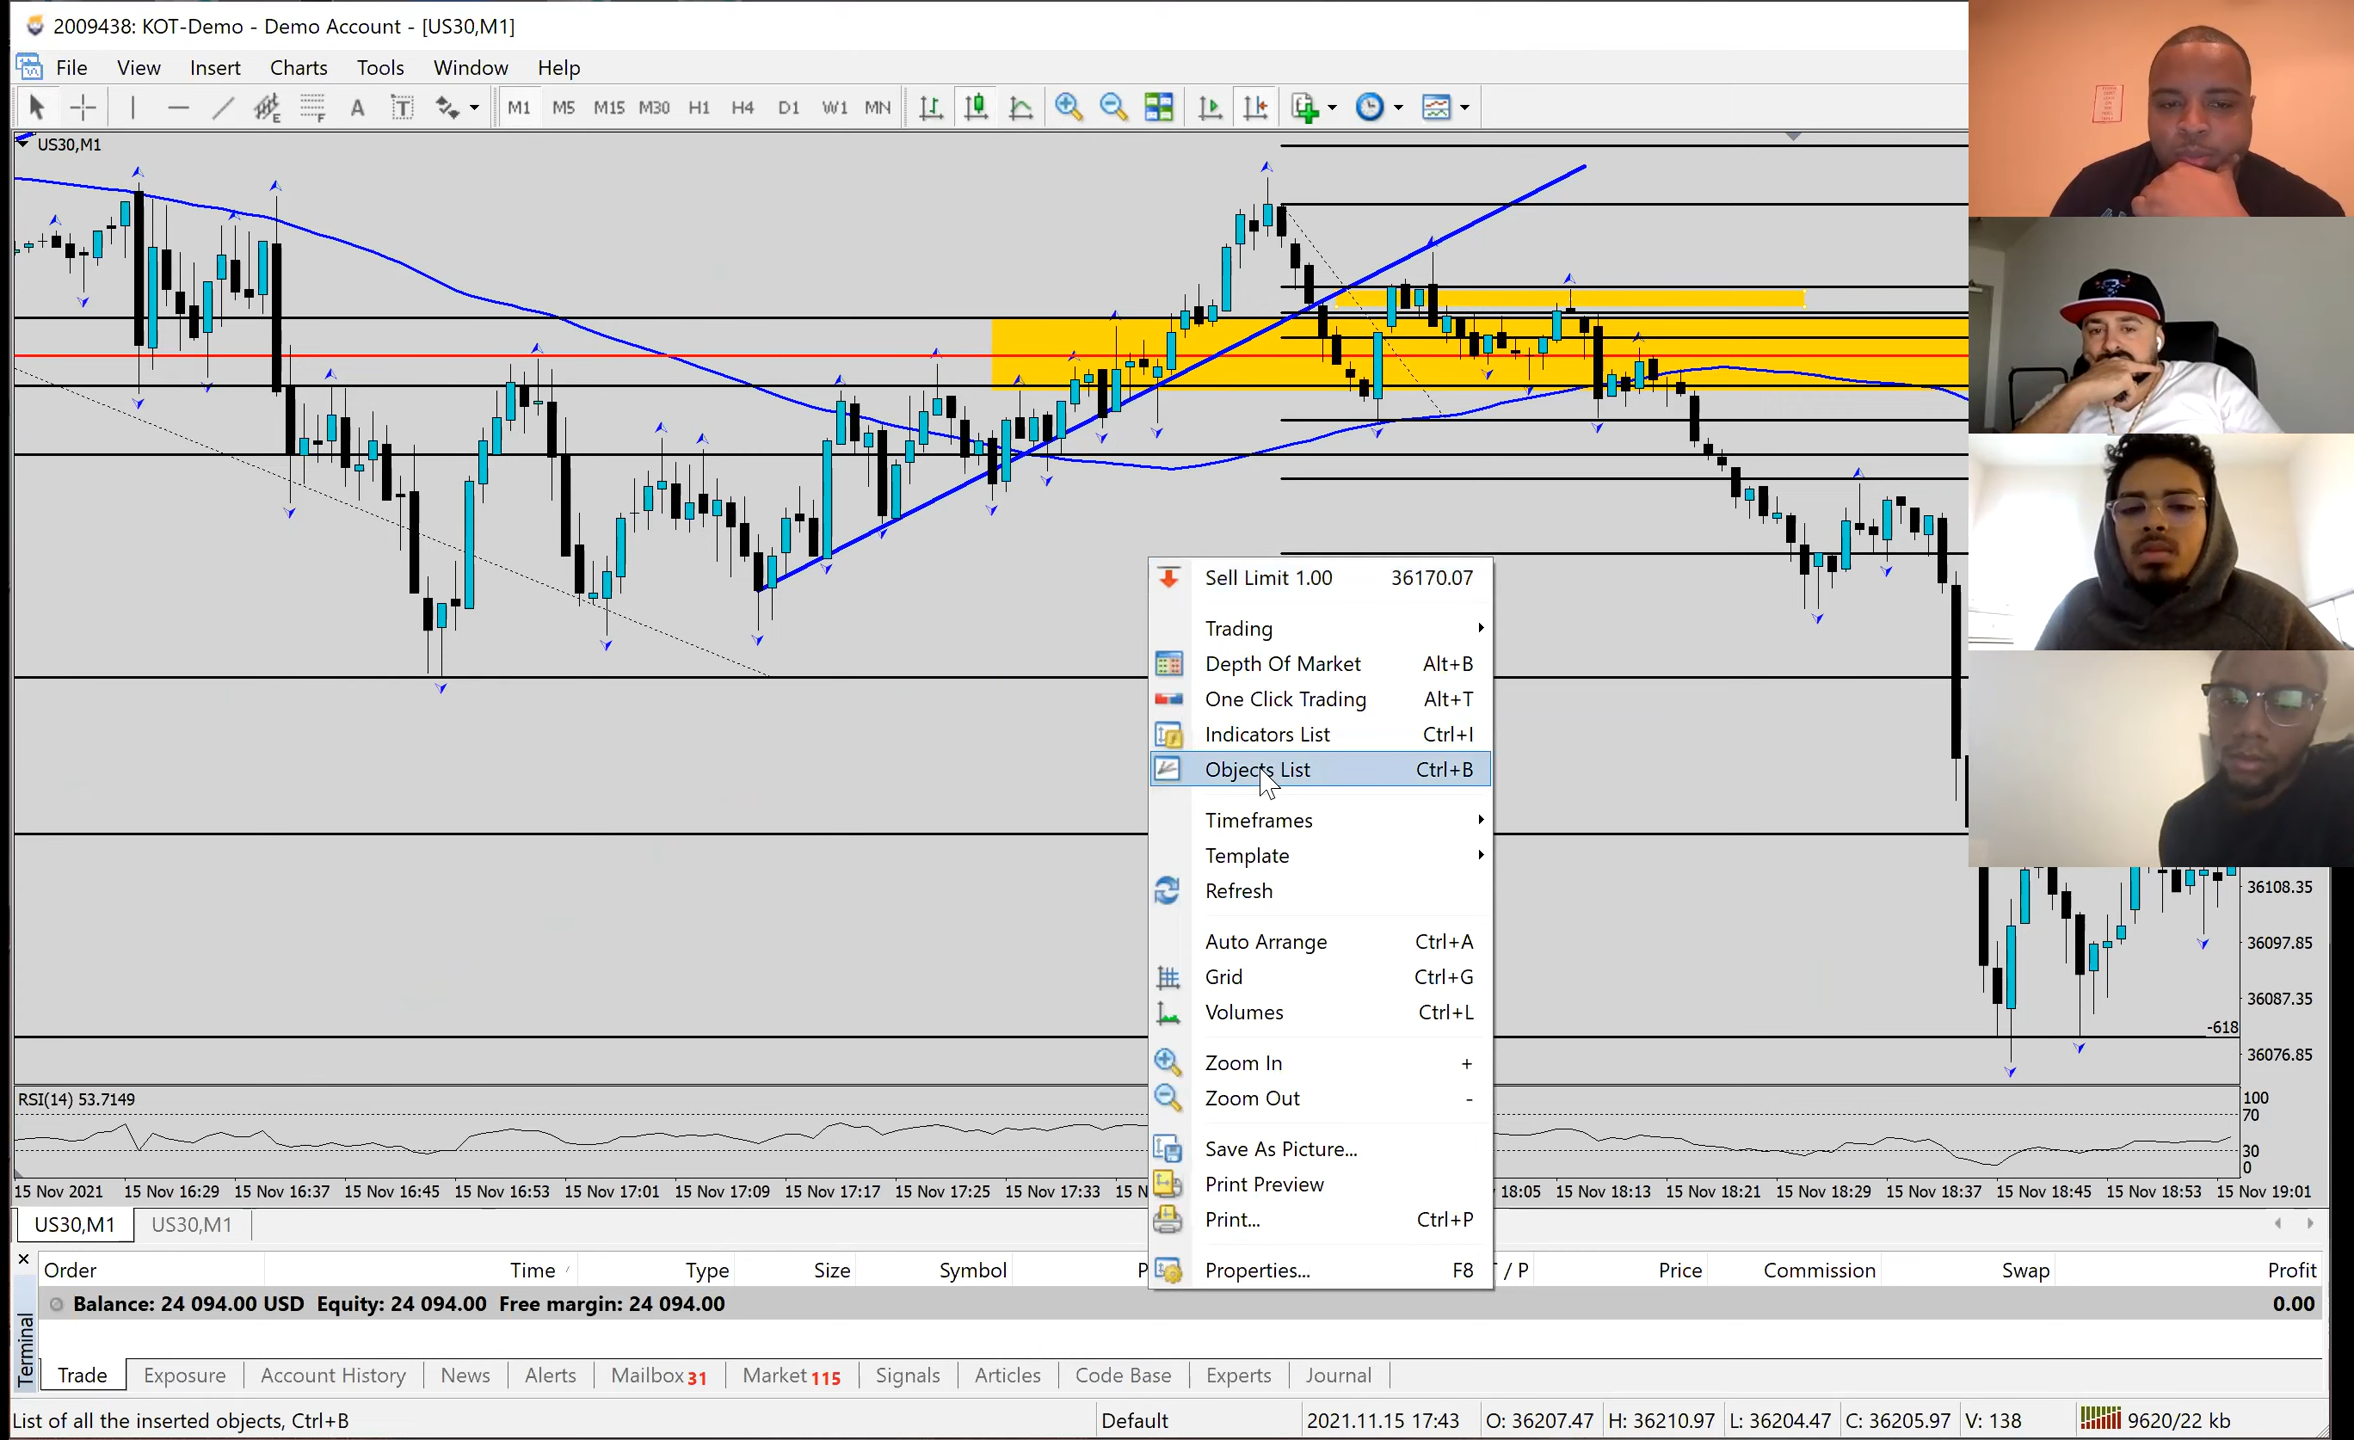 2009438: KOT-Demo - Demo Account - [US30,M1]
File View Insert Charts Tools Window Help
A T M1 M5 M15 M30 H1 H4 D1 W1 MN
US30,M1
Sell Limit 1.00 36170.07
Trading
Depth Of Market Alt+B
One Click Trading Alt+T
Indicators List Ctrl+I
Objects List Ctrl+B
Timeframes
Template
Refresh
Auto Arrange Ctrl+A
Grid Ctrl+G
Volumes Ctrl+L
Zoom In +
Zoom Out -
Save As Picture...
Print Preview
Print... Ctrl+P
Properties... F8
36108.35
36097.85
36087.35
-618
36076.85
RSI(14) 53.7149
100
70
30
0
15 Nov 2021 15 Nov 16:29 15 Nov 16:37 15 Nov 16:45 15 Nov 16:53 15 Nov 17:01 15 Nov 17:09 15 Nov 17:17 15 Nov 17:25 15 Nov 17:33 15 N 18:05 15 Nov 18:13 15 Nov 18:21 15 Nov 18:29 15 Nov 18:37 15 Nov 18:45 15 Nov 18:53 15 Nov 19:01
US30,M1 US30,M1
Order Time Type Size Symbol P / P Price Commission Swap Profit
Balance: 24 094.00 USD Equity: 24 094.00 Free margin: 24 094.00 0.00
Terminal
Trade Exposure Account History News Alerts Mailbox 31 Market 115 Signals Articles Code Base Experts Journal
List of all the inserted objects, Ctrl+B Default 2021.11.15 17:43 O: 36207.47 H: 36210.97 L: 36204.47 C: 36205.97 V: 138 9620/22 kb